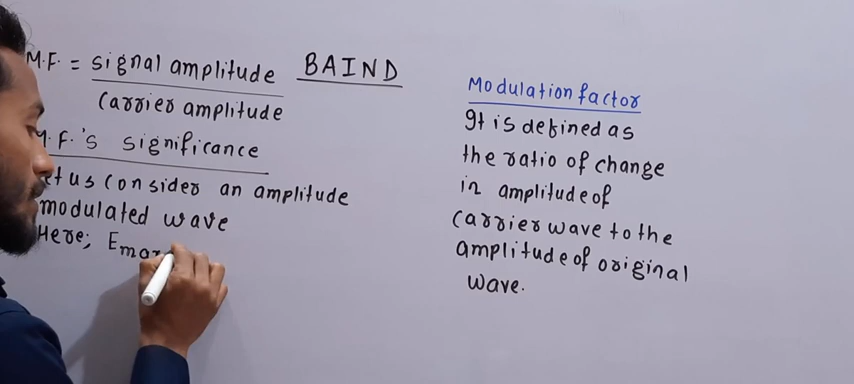 M.F. = signal amplitude
carrier amplitude
BAIND
M.F.'s significance
et us consider an amplitude
modulated wave
Here; Emax
Modulation factor
It is defined as
the ratio of change
in amplitude of
carrier wave to the
amplitude of original
wave.